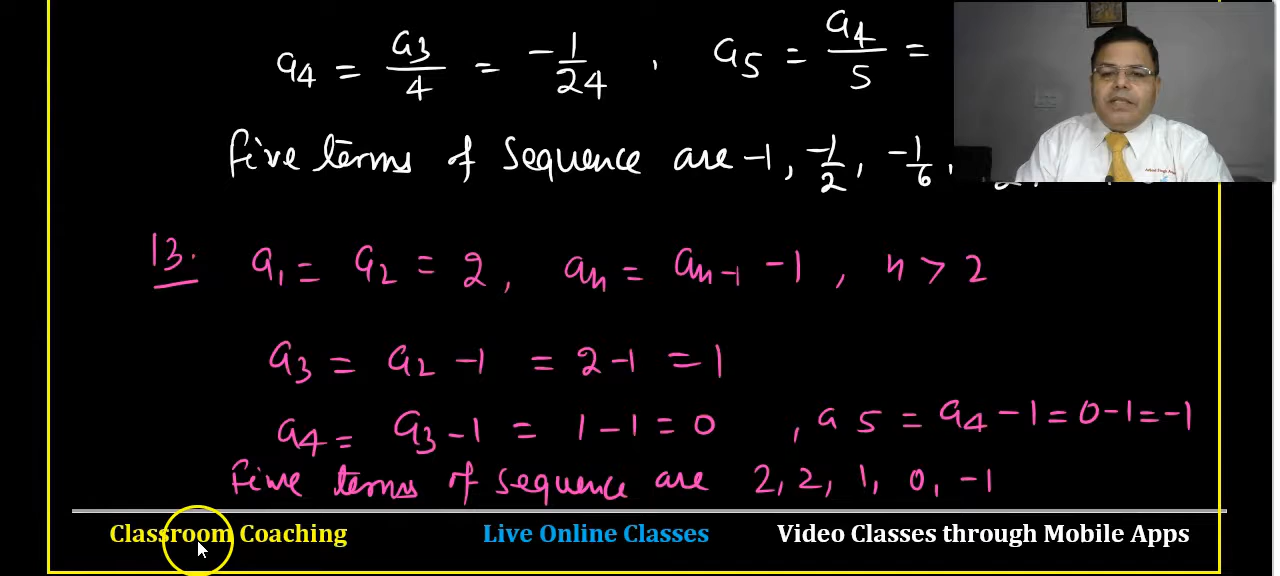 a4 = a3/4 = -1/24 , a5 = a4/5 =
five terms of sequence are -1, -1/2, -1/6,
13. a1 = a2 = 2, an = an-1 -1, n > 2
a3 = a2 -1 = 2-1 = 1
a4 = a3-1 = 1-1 = 0 , a5 = a4-1 = 0-1 = -1
five terms of sequence are 2, 2, 1, 0, -1
Classroom Coaching Live Online Classes Video Classes through Mobile Apps